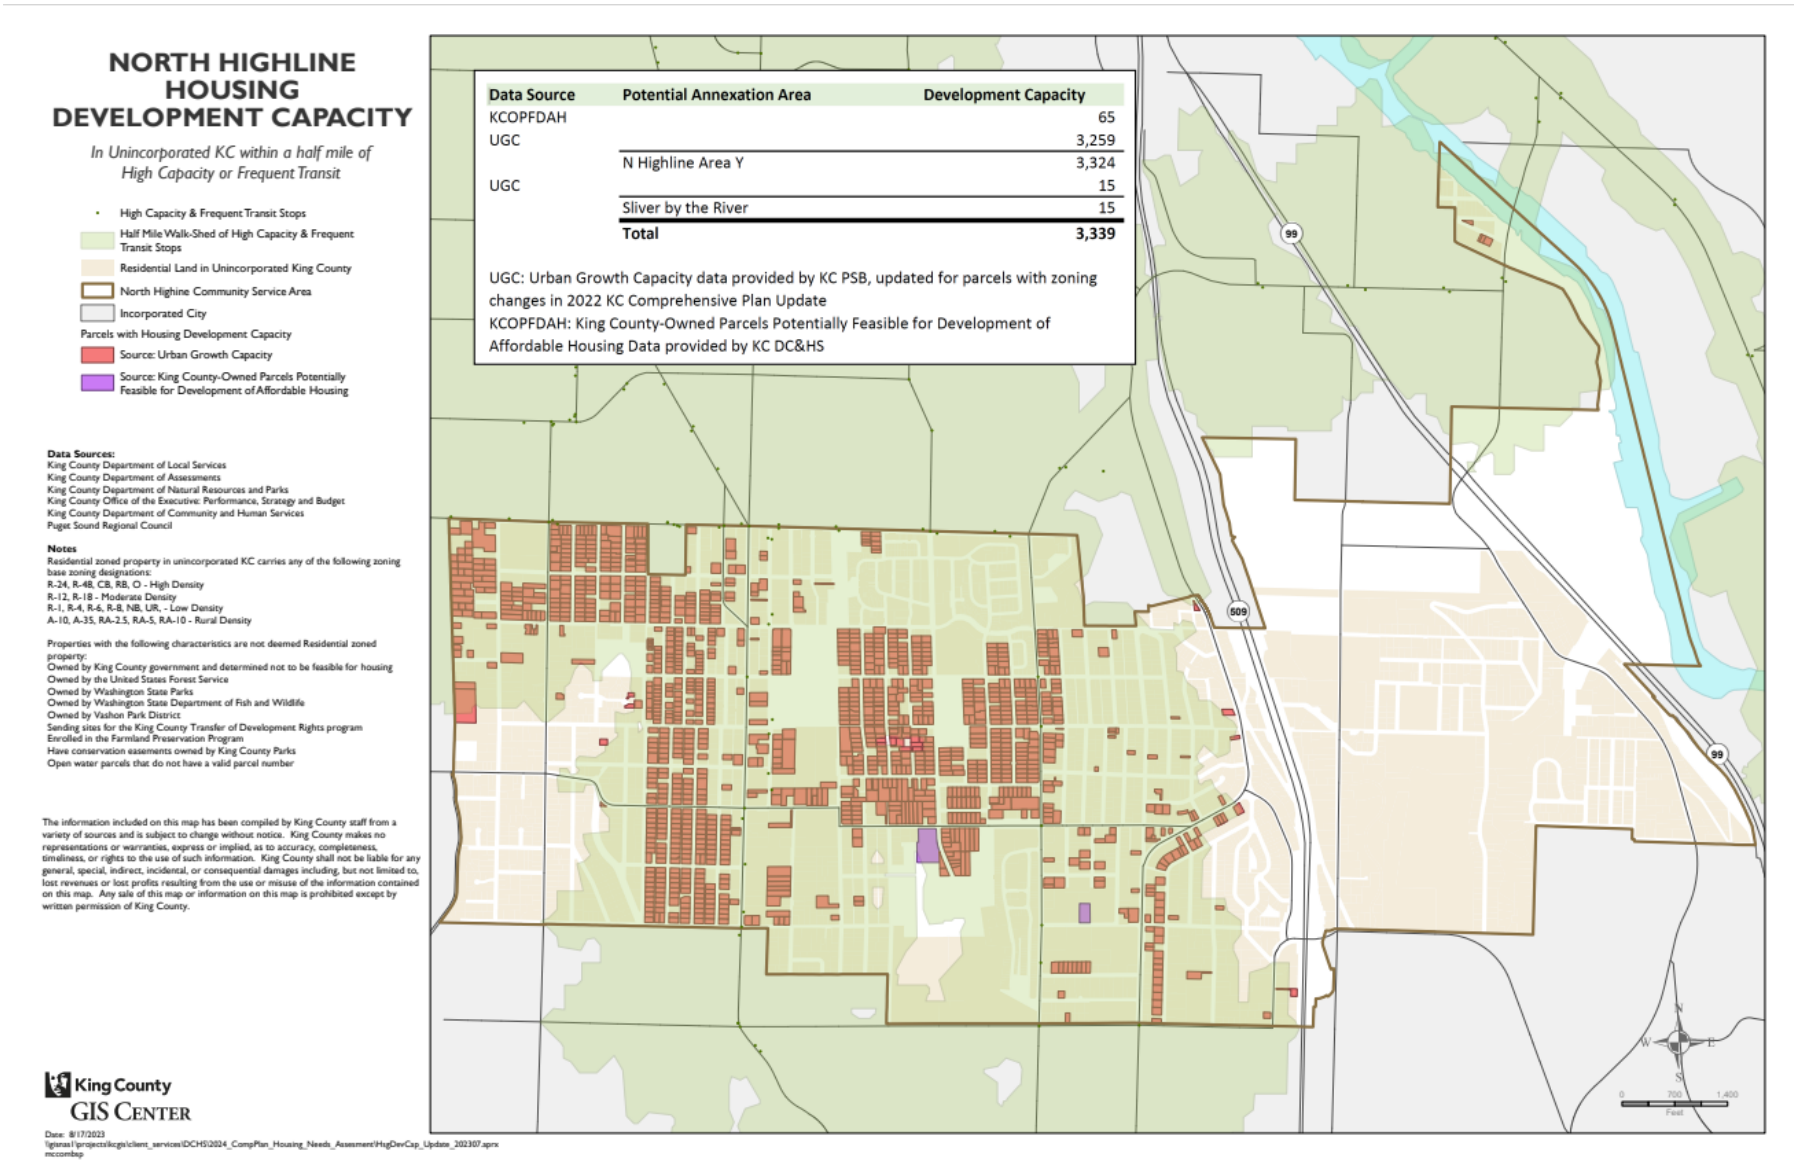 NORTH HIGHLINE
HOUSING
DEVELOPMENT CAPACITY
In Unincorporated KC within a half mile of
High Capacity or Frequent Transit
High Capacity & Frequent Transit Stops
Half Mile Walk-Shed of High Capacity & Frequent
Transit Stops
Residential Land in Unincorporated King County
North Highine Community Service Area
Incorporated City
Parcels with Housing Development Capacity
Source: Urban Growth Capacity
Source: King County-Owned Parcels Potentially
Feasible for Development of Affordable Housing
Data Sources:
King County Department of Local Services
King County Department of Assessments
King County Department of Natural Resources and Parks
King County Office of the Executive: Performance, Strategy and Budget
King County Department of Community and Human Services
Puget Sound Regional Council
Notes
Residential zoned property in unincorporated KC carries any of the following zoning
base zoning designations:
R-24, R-48, CB, RB, O - High Density
R-12, R-18 - Moderate Density
R-1, R-4, R-6, R-8, NB, UR, - Low Density
A-10, A-35, RA-2.5, RA-5, RA-10 - Rural Density
Properties with the following characteristics are not deemed Residential zoned
property:
Owned by King County government and determined not to be feasible for housing
Owned by the United States Forest Service
Owned by Washington State Parks
Owned by Washington State Department of Fish and Wildlife
Owned by Vashon Park District
Sending sites for the King County Transfer of Development Rights program
Enrolled in the Farmland Preservation Program
Have conservation easements owned by King County Parks
Open water parcels that do not have a valid parcel number
The information included on this map has been compiled by King County staff from a
variety of sources and is subject to change without notice. King County makes no
representations or warranties, express or implied, as to accuracy, completeness,
timeliness, or rights to the use of such information. King County shall not be liable for any
general, special, indirect, incidental, or consequential damages including, but not limited to,
lost revenues or lost profits resulting from the use or misuse of the information contained
on this map. Any sale of this map or information on this map is prohibited except by
written permission of King County.
King County
GIS CENTER
Date: 8/17/2023
\\gisnas1\projects\kcgis\client_services\DCHS\2024_CompPlan_Housing_Needs_Assesment\HsgDevCap_Update_202307.aprx
mccombsp
Data Source Potential Annexation Area Development Capacity
KCOPFDAH 65
UGC 3,259
N Highline Area Y 3,324
UGC 15
Sliver by the River 15
Total 3,339
UGC: Urban Growth Capacity data provided by KC PSB, updated for parcels with zoning
changes in 2022 KC Comprehensive Plan Update
KCOPFDAH: King County-Owned Parcels Potentially Feasible for Development of
Affordable Housing Data provided by KC DC&HS
99
509
99
N
W E
S
0 700 1,400
Feet